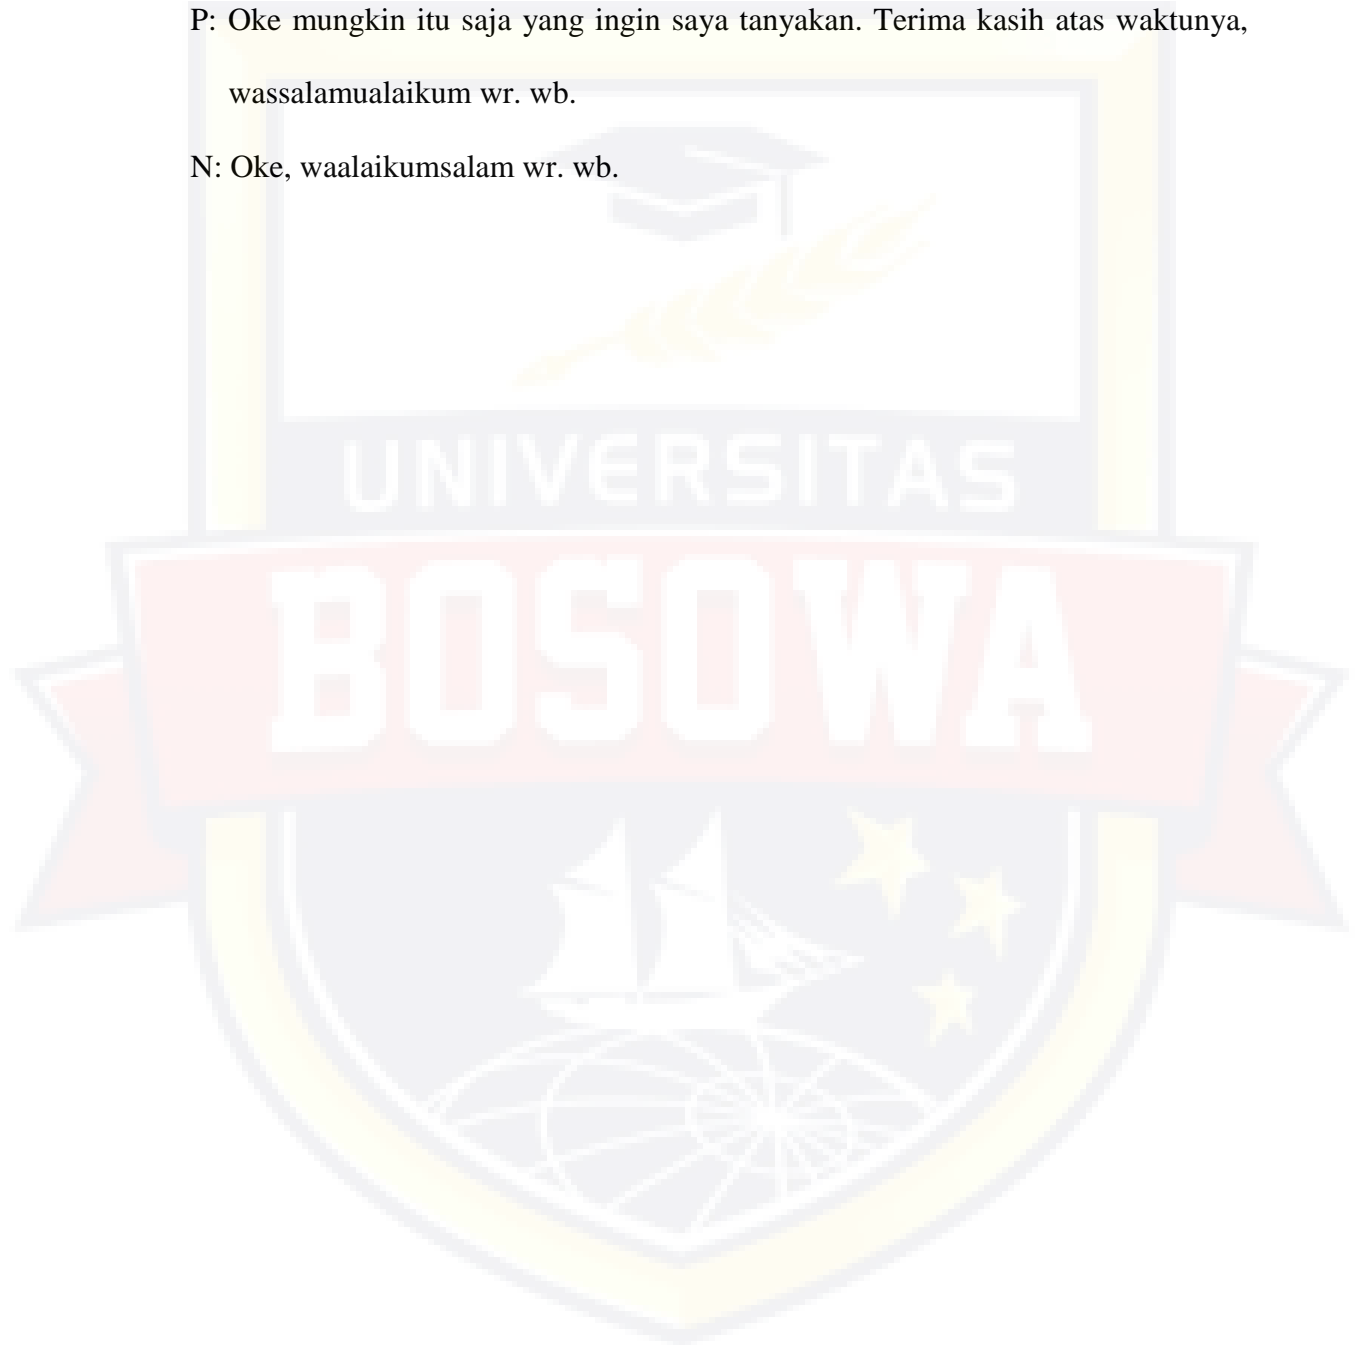 P: Oke mungkin itu saja yang ingin saya tanyakan. Terima kasih atas waktunya,
wassalamualaikum wr. wb.
N: Oke, waalaikumsalam wr. wb.
UNIVERSITAS
BOSOWA